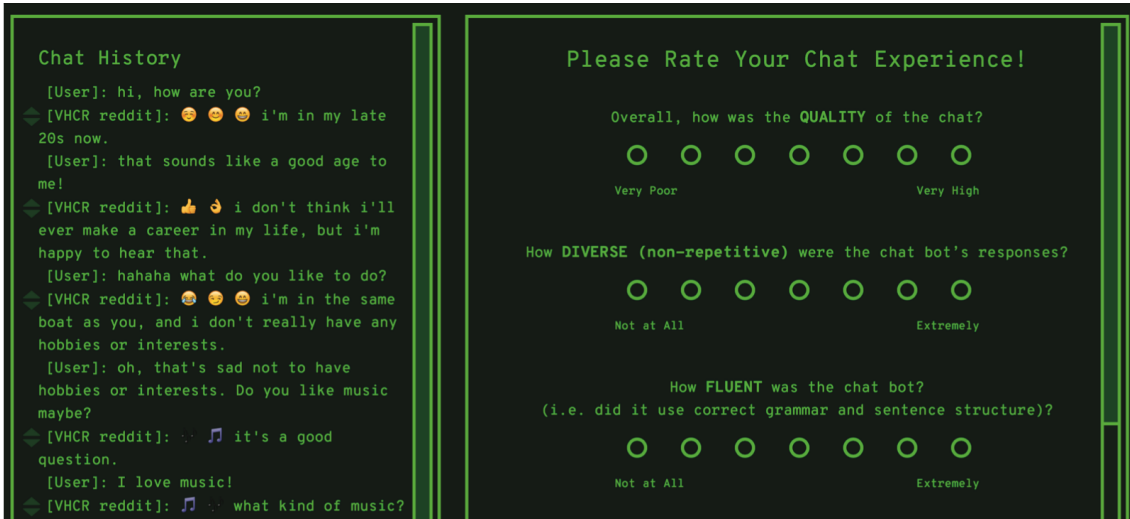 Chat History
[User]: hi, how are you?
[VHCR reddit]: ☺️ 😊 😄 i'm in my late
20s now.
[User]: that sounds like a good age to
me!
[VHCR reddit]: 👍 👌 i don't think i'll
ever make a career in my life, but i'm
happy to hear that.
[User]: hahaha what do you like to do?
[VHCR reddit]: 😂 😏 😄 i'm in the same
boat as you, and i don't really have any
hobbies or interests.
[User]: oh, that's sad not to have
hobbies or interests. Do you like music
maybe?
[VHCR reddit]: 🎵 it's a good
question.
[User]: I love music!
[VHCR reddit]: 🎵 what kind of music?
Please Rate Your Chat Experience!
Overall, how was the QUALITY of the chat?
Very Poor Very High
How DIVERSE (non-repetitive) were the chat bot's responses?
Not at All Extremely
How FLUENT was the chat bot?
(i.e. did it use correct grammar and sentence structure)?
Not at All Extremely